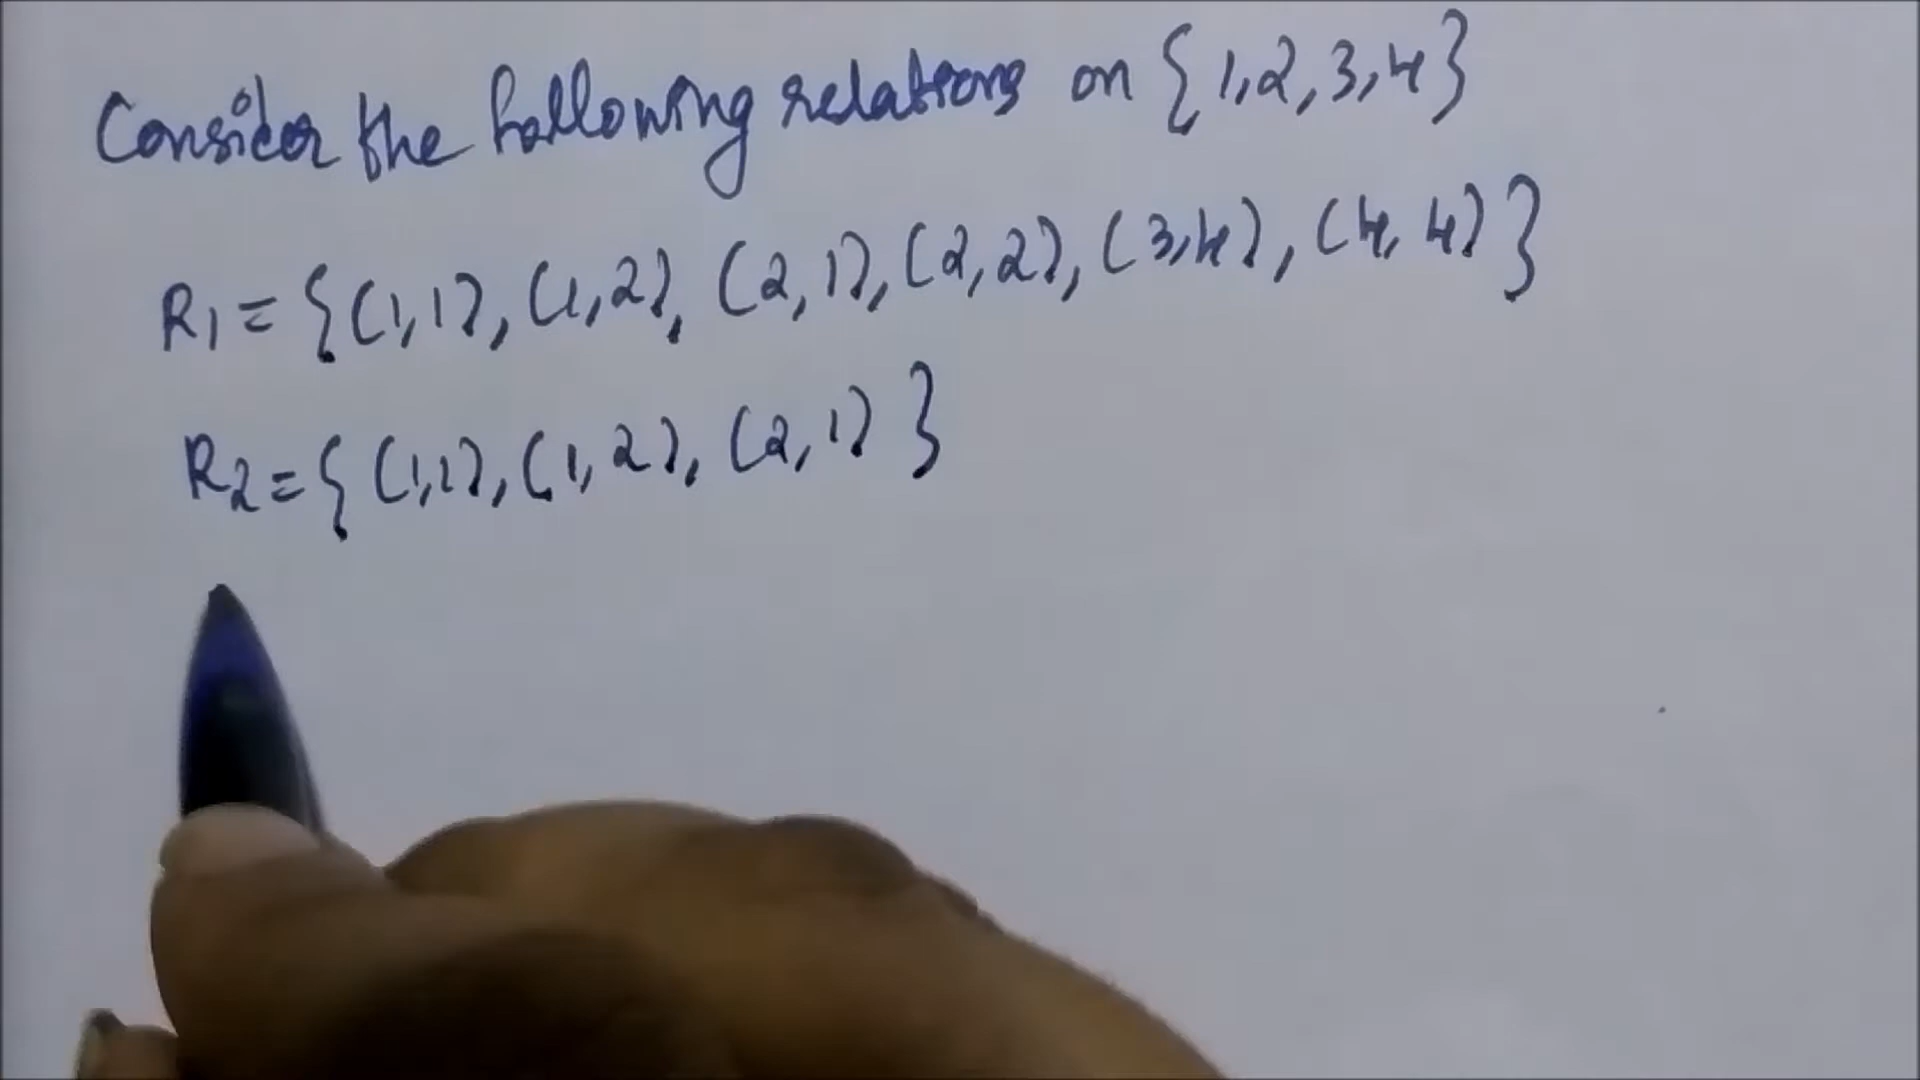 Consider the following relations on {1,2,3,4}
R1={(1,1),(1,2),(2,1),(2,2),(3,4),(4,4)}
R2={(1,1),(1,2),(2,1)}